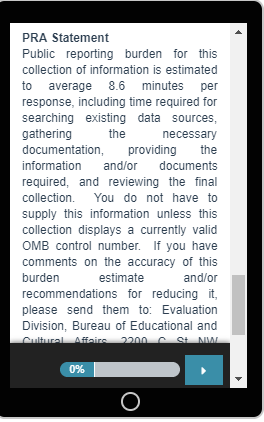 PRA Statement
Public reporting burden for this
collection of information is estimated
to average 8.6 minutes per
response, including time required for
searching existing data sources,
gathering the necessary
documentation, providing the
information and/or documents
required, and reviewing the final
collection. You do not have to
supply this information unless this
collection displays a currently valid
OMB control number. If you have
comments on the accuracy of this
burden estimate and/or
recommendations for reducing it,
please send them to: Evaluation
Division, Bureau of Educational and
Cultural Affairs, 2200 C St NW
0%